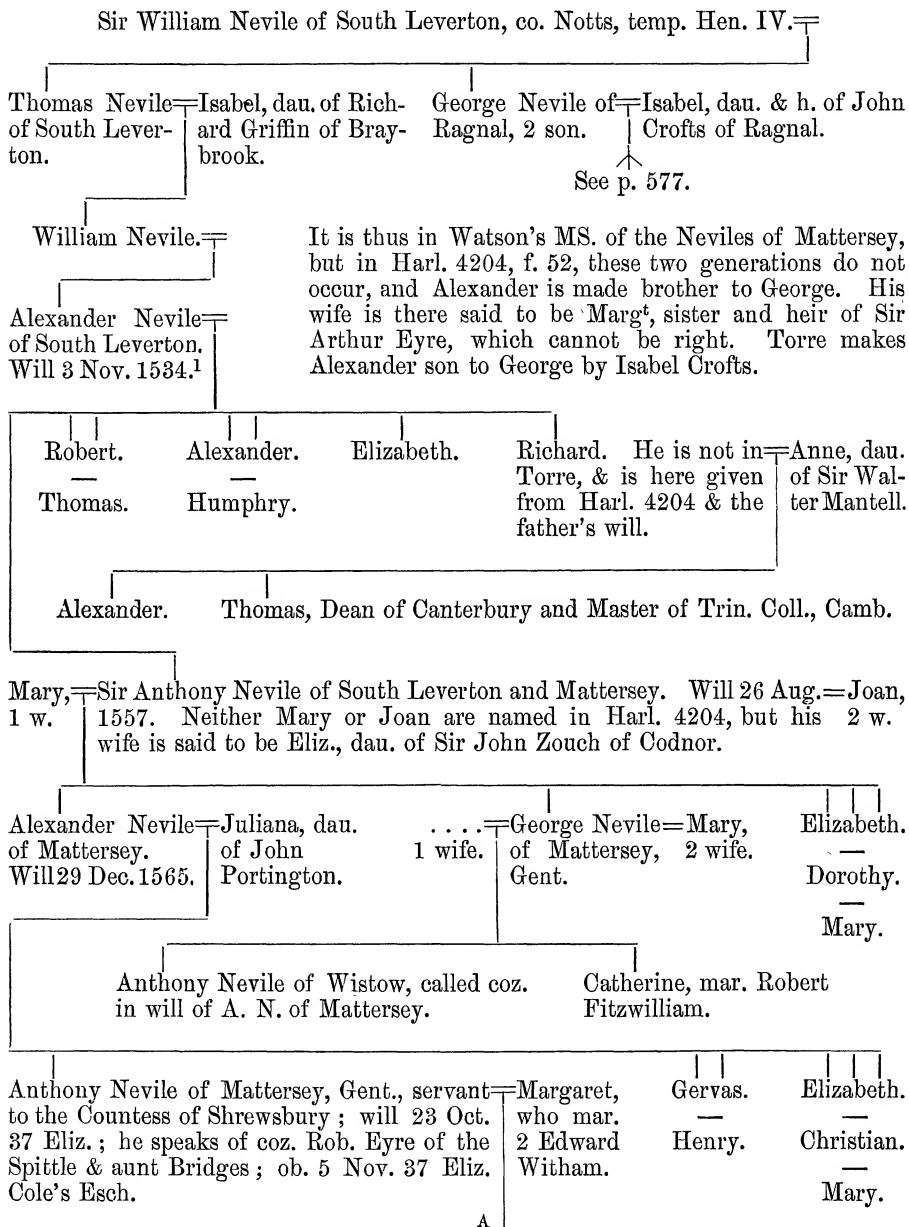 Sir William Nevile of South Leverton, co. Notts, temp. Hen. IV.
Thomas Nevile
of South Lever-
ton.
Isabel, dau. of Rich-
ard Griffin of Bray-
brook.
George Nevile of
Ragnal, 2 son.
Isabel, dau. & h. of John
Crofts of Ragnal.
See p. 577.
William Nevile.
It is thus in Watson's MS. of the Neviles of Mattersey,
but in Harl. 4204, f. 52, these two generations do not
occur, and Alexander is made brother to George. His
wife is there said to be Margᵗ, sister and heir of Sir
Arthur Eyre, which cannot be right. Torre makes
Alexander son to George by Isabel Crofts.
Alexander Nevile
of South Leverton.
Will 3 Nov. 1534.¹
Robert.
—
Thomas.
Alexander.
—
Humphry.
Elizabeth.
Richard. He is not in
Torre, & is here given
from Harl. 4204 & the
father's will.
Anne, dau.
of Sir Wal-
ter Mantell.
Alexander.
Thomas, Dean of Canterbury and Master of Trin. Coll., Camb.
Mary,
1 w.
Sir Anthony Nevile of South Leverton and Mattersey. Will 26 Aug.
1557. Neither Mary or Joan are named in Harl. 4204, but his
wife is said to be Eliz., dau. of Sir John Zouch of Codnor.
=Joan,
2 w.
Alexander Nevile
of Mattersey.
Will 29 Dec. 1565.
Juliana, dau.
of John
Portington.
. . . .
1 wife.
George Nevile
of Mattersey,
Gent.
=Mary,
2 wife.
Elizabeth.
—
Dorothy.
—
Mary.
Anthony Nevile of Wistow, called coz.
in will of A. N. of Mattersey.
Catherine, mar. Robert
Fitzwilliam.
Anthony Nevile of Mattersey, Gent., servant
to the Countess of Shrewsbury ; will 23 Oct.
37 Eliz. ; he speaks of coz. Rob. Eyre of the
Spittle & aunt Bridges ; ob. 5 Nov. 37 Eliz.
Cole's Esch.
Margaret,
who mar.
2 Edward
Witham.
Gervas.
—
Henry.
Elizabeth.
—
Christian.
—
Mary.
A